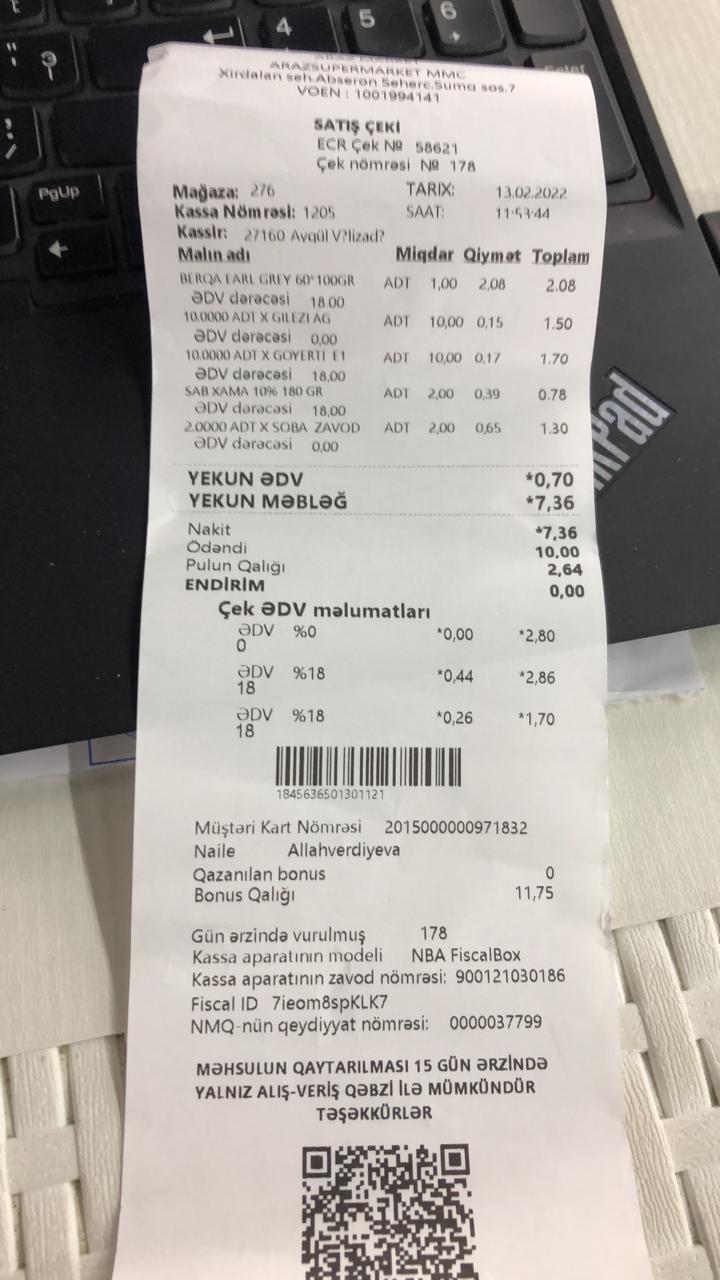 4
5
6
PgUp
ARAZSUPERMARKET MMC
Xirdalan seh.Abseron Seherc.Suma sos.7
VOEN : 1001994141
SATIŞ ÇEKİ
ECR Çek № 58621
Çek nömrəsi № 178
Mağaza: 276 TARIX: 13.02.2022
Kassa Nömrəsi: 1205 SAAT: 11:53:44
Kassir: 27160 Ayqül V?lizad?
Malın adı Miqdar Qiymət Toplam
BERQA EARL GREY 60* 100GR ADT 1,00 2,08 2.08
ƏDV dərəcəsi 18.00
10.0000 ADT X GILEZI AG ADT 10,00 0,15 1.50
ƏDV dərəcəsi 0,00
10.0000 ADT X GOYERTI E1 ADT 10,00 0,17 1.70
ƏDV dərəcəsi 18,00
SAB XAMA 10% 180 GR ADT 2,00 0,39 0.78
ƏDV dərəcəsi 18,00
2.0000 ADT X SOBA ZAVOD ADT 2,00 0,65 1.30
ƏDV dərəcəsi 0,00
YEKUN ƏDV *0,70
YEKUN MƏBLƏĞ *7,36
Nakit *7,36
Ödəndi 10,00
Pulun Qalığı 2,64
ENDİRİM 0,00
Çek ƏDV məlumatları
ƏDV %0 *0,00 *2,80
0
ƏDV %18 *0,44 *2,86
18
ƏDV %18 *0,26 *1,70
18
1845636501301121
Müştəri Kart Nömrəsi 2015000000971832
Naile Allahverdiyeva
Qazanılan bonus 0
Bonus Qalığı 11,75
Gün ərzində vurulmuş 178
Kassa aparatının modeli NBA FiscalBox
Kassa aparatının zavod nömrəsi: 900121030186
Fiscal ID 7ieom8spKLK7
NMQ-nün qeydiyyat nömrəsi: 0000037799
MƏHSULUN QAYTARILMASI 15 GÜN ƏRZİNDƏ
YALNIZ ALIŞ-VERİŞ QƏBZİ İLƏ MÜMKÜNDÜR
TƏŞƏKKÜRLƏR